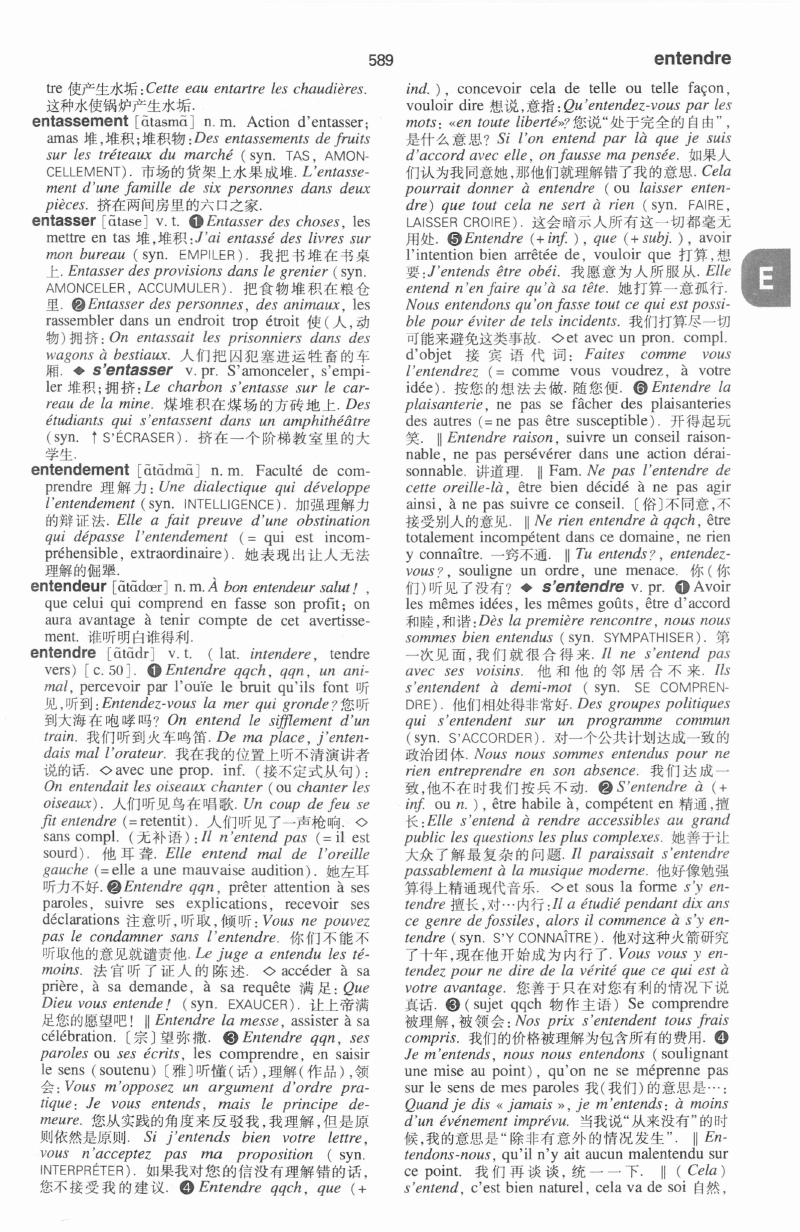 589
entendre
tre 使产生水垢:Cette eau entartre les chaudières.
这种水使锅炉产生水垢.
entassement [ɑ̃tasmɑ̃] n. m. Action d'entasser;
amas 堆,堆积;堆积物:Des entassements de fruits
sur les tréteaux du marché (syn. TAS, AMON-
CELLEMENT). 市场的货架上水果成堆. L'entasse-
ment d'une famille de six personnes dans deux
pièces. 挤在两间房里的六口之家.
entasser [ɑ̃tase] v. t. ❶Entasser des choses, les
mettre en tas 堆,堆积:J'ai entassé des livres sur
mon bureau (syn. EMPILER). 我把书堆在书桌
上. Entasser des provisions dans le grenier (syn.
AMONCELER, ACCUMULER). 把食物堆积在粮仓
里. ❷Entasser des personnes, des animaux, les
rassembler dans un endroit trop étroit 使(人,动
物)拥挤:On entassait les prisonniers dans des
wagons à bestiaux. 人们把囚犯塞进运牲畜的车
厢. ◆ s'entasser v. pr. S'amonceler, s'empi-
ler 堆积;拥挤:Le charbon s'entasse sur le car-
reau de la mine. 煤堆积在煤场的方砖地上. Des
étudiants qui s'entassent dans un amphithéâtre
(syn. ↑S'ÉCRASER). 挤在一个阶梯教室里的大
学生.
entendement [ɑ̃tɑ̃dmɑ̃] n. m. Faculté de com-
prendre 理解力:Une dialectique qui développe
l'entendement (syn. INTELLIGENCE). 加强理解力
的辩证法. Elle a fait preuve d'une obstination
qui dépasse l'entendement (= qui est incom-
préhensible, extraordinaire). 她表现出让人无法
理解的倔犟.
entendeur [ɑ̃tɑ̃dœr] n. m. À bon entendeur salut!,
que celui qui comprend en fasse son profit; on
aura avantage à tenir compte de cet avertisse-
ment. 谁听明白谁得利.
entendre [ɑ̃tɑ̃dr] v. t. (lat. intendere, tendre
vers) [c. 50]. ❶Entendre qqch, qqn, un ani-
mal, percevoir par l'ouïe le bruit qu'ils font 听
见,听到:Entendez-vous la mer qui gronde?您听
到大海在咆哮吗? On entend le sifflement d'un
train. 我们听到火车鸣笛. De ma place, j'enten-
dais mal l'orateur. 我在我的位置上听不清演讲者
说的话. ◇avec une prop. inf. (接不定式从句):
On entendait les oiseaux chanter (ou chanter les
oiseaux). 人们听见鸟在唱歌. Un coup de feu se
fit entendre (= retentit). 人们听见了一声枪响. ◇
sans compl. (无补语):Il n'entend pas (= il est
sourd). 他耳聋. Elle entend mal de l'oreille
gauche (= elle a une mauvaise audition). 她左耳
听力不好. ❷Entendre qqn, prêter attention à ses
paroles, suivre ses explications, recevoir ses
déclarations 注意听,听取,倾听:Vous ne pouvez
pas le condamner sans l'entendre. 你们不能不
听取他的意见就谴责他. Le juge a entendu les té-
moins. 法官听了证人的陈述. ◇ accéder à sa
prière, à sa demande, à sa requête 满足:Que
Dieu vous entende! (syn. EXAUCER). 让上帝满
足您的愿望吧! ‖ Entendre la messe, assister à sa
célébration. 〔宗〕望弥撒. ❸Entendre qqn, ses
paroles ou ses écrits, les comprendre, en saisir
le sens (soutenu)〔雅〕听懂(话),理解(作品),领
会:Vous m'opposez un argument d'ordre pra-
tique: Je vous entends, mais le principe de-
meure. 您从实践的角度来反驳我,我理解,但是原
则依然是原则. Si j'entends bien votre lettre,
vous n'acceptez pas ma proposition (syn.
INTERPRÉTER). 如果我对您的信没有理解错的话,
您不接受我的建议. ❹Entendre qqch, que (+
ind.), concevoir cela de telle ou telle façon,
vouloir dire 想说,意指:Qu'entendez-vous par les
mots: «en toute liberté»?您说“处于完全的自由”,
是什么意思? Si l'on entend par là que je suis
d'accord avec elle, on fausse ma pensée. 如果人
们认为我同意她,那他们就理解错了我的意思. Cela
pourrait donner à entendre (ou laisser enten-
dre) que tout cela ne sert à rien (syn. FAIRE,
LAISSER CROIRE). 这会暗示人所有这一切都毫无
用处. ❺Entendre (+inf.), que (+subj.), avoir
l'intention bien arrêtée de, vouloir que 打算,想
要:J'entends être obéi. 我愿意为人所服从. Elle
entend n'en faire qu'à sa tête. 她打算一意孤行.
Nous entendons qu'on fasse tout ce qui est possi-
ble pour éviter de tels incidents. 我们打算尽一切
可能来避免这类事故. ◇et avec un pron. compl.
d'objet 接宾语代词: Faites comme vous
l'entendrez (= comme vous voudrez, à votre
idée). 按您的想法去做. 随您便. ❻Entendre la
plaisanterie, ne pas se fâcher des plaisanteries
des autres (= ne pas être susceptible). 开得起玩
笑. ‖ Entendre raison, suivre un conseil raison-
nable, ne pas persévérer dans une action dérai-
sonnable. 讲道理. ‖ Fam. Ne pas l'entendre de
cette oreille-là, être bien décidé à ne pas agir
ainsi, à ne pas suivre ce conseil.〔俗〕不同意,不
接受别人的意见. ‖ Ne rien entendre à qqch, être
totalement incompétent dans ce domaine, ne rien
y connaître. 一窍不通. ‖ Tu entends?, entendez-
vous?, souligne un ordre, une menace. 你(你
们)听见了没有? ◆ s'entendre v. pr. ❶Avoir
les mêmes idées, les mêmes goûts, être d'accord
和睦,和谐:Dès la première rencontre, nous nous
sommes bien entendus (syn. SYMPATHISER). 第
一次见面,我们就很合得来. Il ne s'entend pas
avec ses voisins. 他和他的邻居合不来. Ils
s'entendent à demi-mot (syn. SE COMPREN-
DRE). 他们相处得非常好. Des groupes politiques
qui s'entendent sur un programme commun
(syn. S'ACCORDER). 对一个公共计划达成一致的
政治团体. Nous nous sommes entendus pour ne
rien entreprendre en son absence. 我们达成一
致,他不在时我们按兵不动. ❷S'entendre à (+
inf. ou n.), être habile à, compétent en 精通,擅
长:Elle s'entend à rendre accessibles au grand
public les questions les plus complexes. 她善于让
大众了解最复杂的问题. Il paraissait s'entendre
passablement à la musique moderne. 他好像勉强
算得上精通现代音乐. ◇et sous la forme s'y en-
tendre 擅长,对…内行:Il a étudié pendant dix ans
ce genre de fossiles, alors il commence à s'y en-
tendre (syn. S'Y CONNAÎTRE). 他对这种火箭研究
了十年,现在他开始成为内行了. Vous vous y en-
tendez pour ne dire de la vérité que ce qui est à
votre avantage. 您善于只在对您有利的情况下说
真话. ❸(sujet qqch 物作主语) Se comprendre
被理解,被领会:Nos prix s'entendent tous frais
compris. 我们的价格被理解为包含所有的费用. ❹
Je m'entends, nous nous entendons (soulignant
une mise au point), qu'on ne se méprenne pas
sur le sens de mes paroles 我(我们)的意思是…:
Quand je dis « jamais », je m'entends: à moins
d'un événement imprévu. 当我说“从来没有”的时
候,我的意思是“除非有意外的情况发生”. ‖ En-
tendons-nous, qu'il n'y ait aucun malentendu sur
ce point. 我们再谈谈,统一一下. ‖ (Cela)
s'entend, c'est bien naturel, cela va de soi 自然,
E